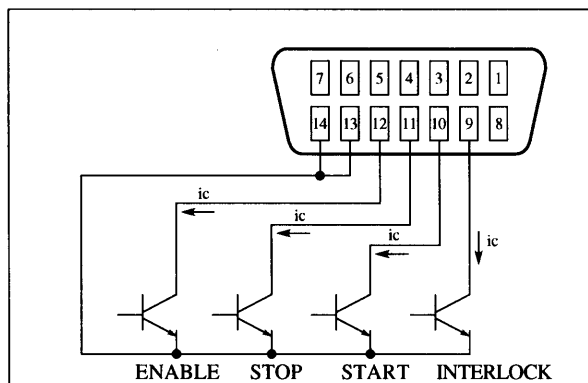 7 6 5 4 3 2 1
14 13 12 11 10 9 8
ic
ic
ic
ic
ENABLE STOP START INTERLOCK